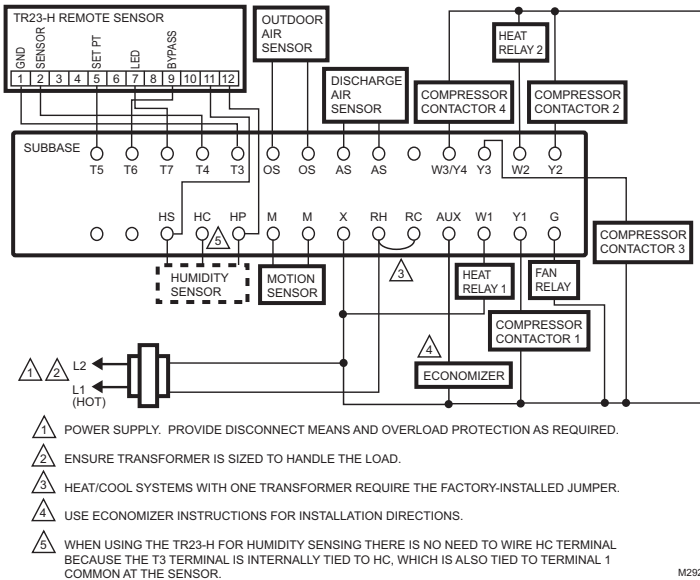 TR23-H REMOTE SENSOR
GND
SENSOR
SET PT
LED
BYPASS
1 2 3 4 5 6 7 8 9 10 11 12
OUTDOOR
AIR
SENSOR
DISCHARGE
AIR
SENSOR
COMPRESSOR
CONTACTOR 4
HEAT
RELAY 2
COMPRESSOR
CONTACTOR 2
SUBBASE
T5 T6 T7 T4 T3 OS OS AS AS W3/Y4 Y3 W2 Y2
HS HC HP M M X RH RC AUX W1 Y1 G
5
3
COMPRESSOR
CONTACTOR 3
HUMIDITY
SENSOR
MOTION
SENSOR
HEAT
RELAY 1
FAN
RELAY
COMPRESSOR
CONTACTOR 1
4
ECONOMIZER
1 2 L2
L1
(HOT)
1 POWER SUPPLY. PROVIDE DISCONNECT MEANS AND OVERLOAD PROTECTION AS REQUIRED.
2 ENSURE TRANSFORMER IS SIZED TO HANDLE THE LOAD.
3 HEAT/COOL SYSTEMS WITH ONE TRANSFORMER REQUIRE THE FACTORY-INSTALLED JUMPER.
4 USE ECONOMIZER INSTRUCTIONS FOR INSTALLATION DIRECTIONS.
5 WHEN USING THE TR23-H FOR HUMIDITY SENSING THERE IS NO NEED TO WIRE HC TERMINAL
BECAUSE THE T3 TERMINAL IS INTERNALLY TIED TO HC, WHICH IS ALSO TIED TO TERMINAL 1
COMMON AT THE SENSOR.
M292